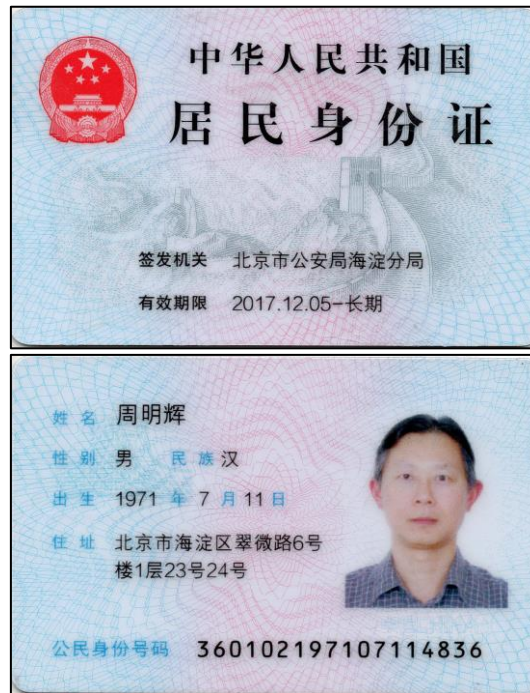 中华人民共和国
居民身份证
签发机关 北京市公安局海淀分局
有效期限 2017.12.05-长期
姓名 周明辉
性别 男 民族 汉
出生 1971 年 7 月 11 日
住址 北京市海淀区翠微路6号
楼1层23号24号
公民身份号码 360102197107114836